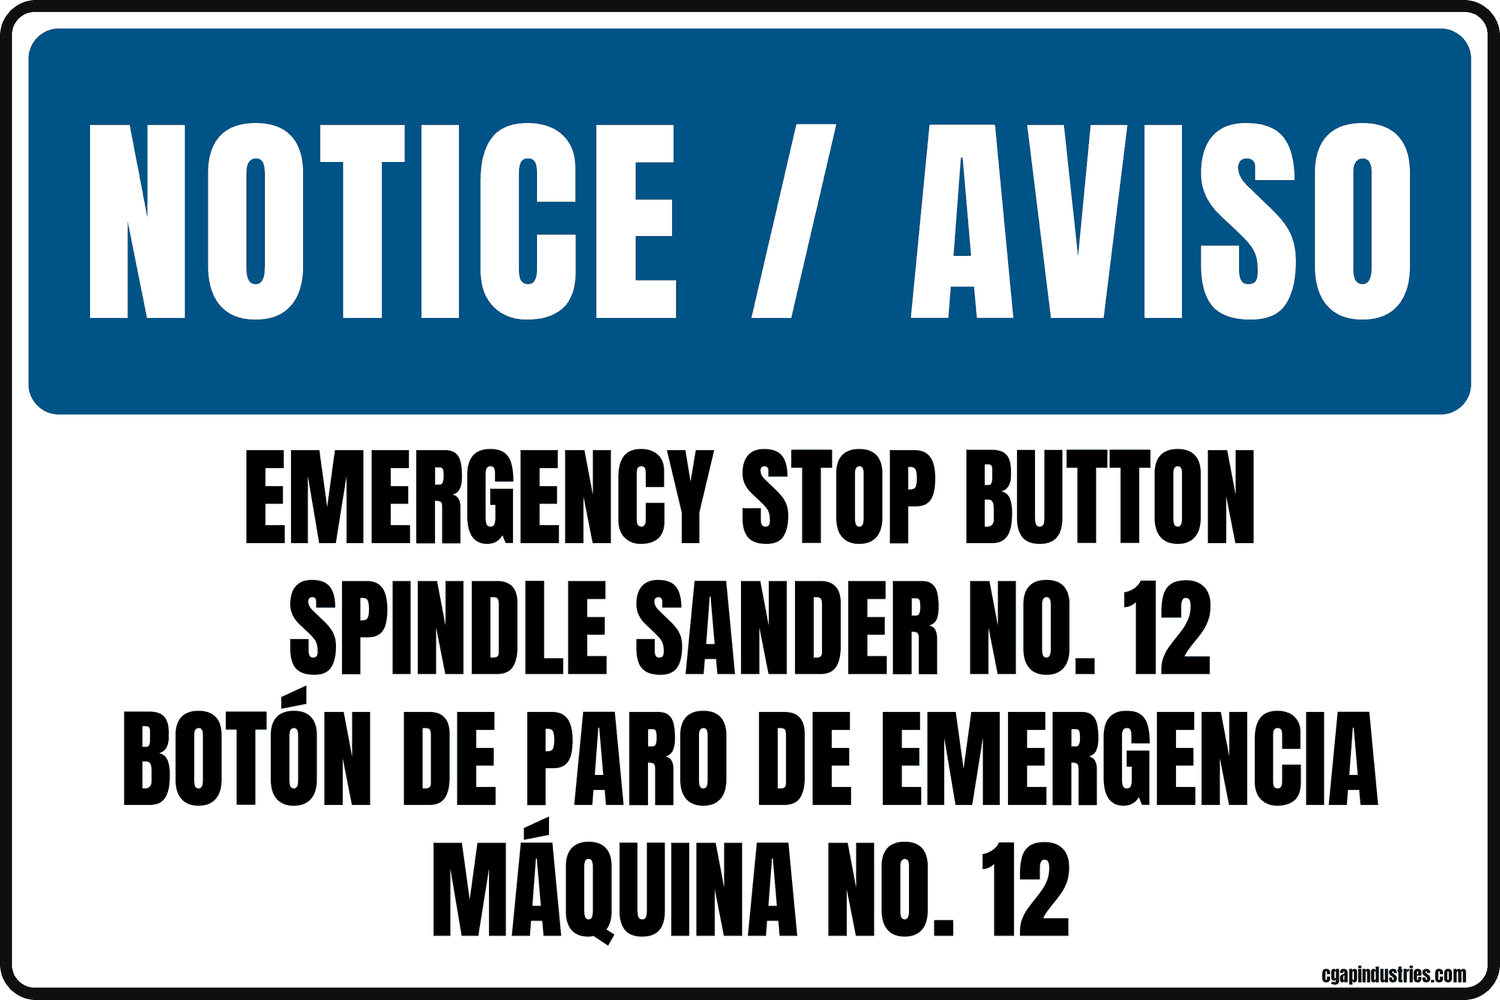 NOTICE / AVISO
EMERGENCY STOP BUTTON
SPINDLE SANDER NO. 12
BOTÓN DE PARO DE EMERGENCIA
MÁQUINA NO. 12
cgapindustries.com